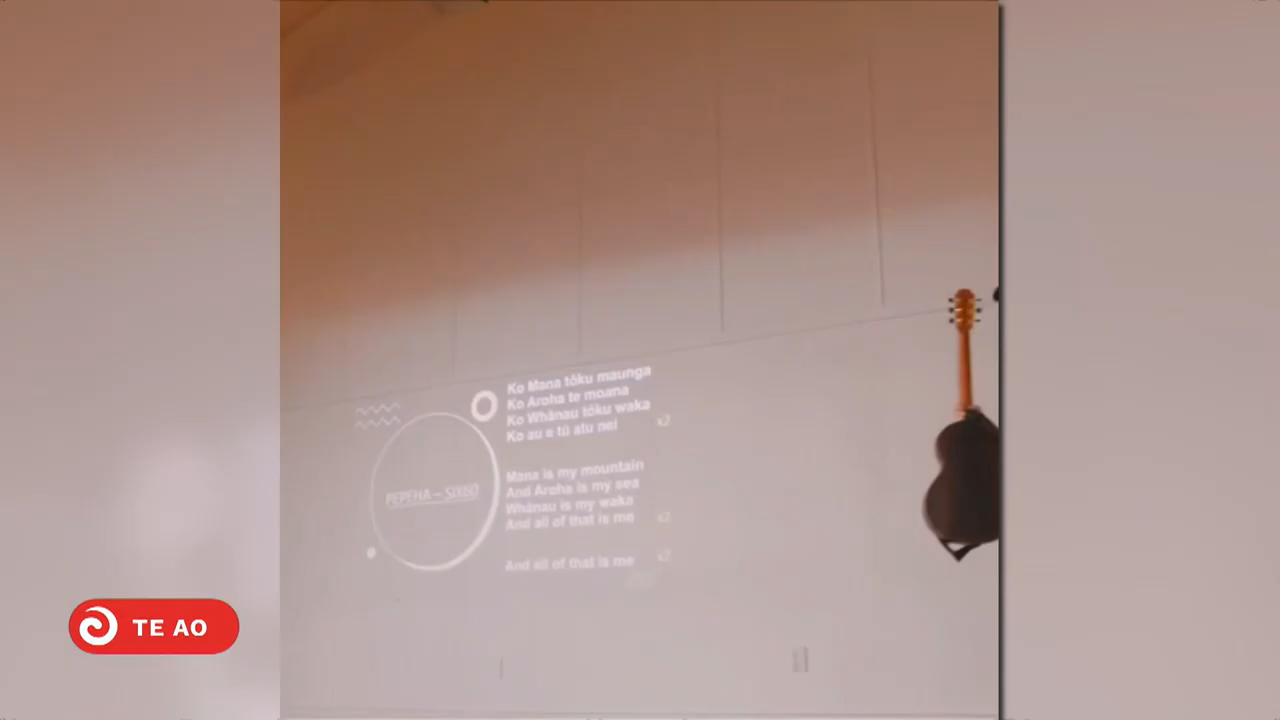 Ko Mana tōku maunga
Ko Aroha te moana
Ko Whānau tōku waka
Ko au e tū atu nei
x2
Mana is my mountain
And Aroha is my sea
Whānau is my waka
And all of that is me
x2
And all of that is me
x2
PEPEHA – SIX60
TE AO